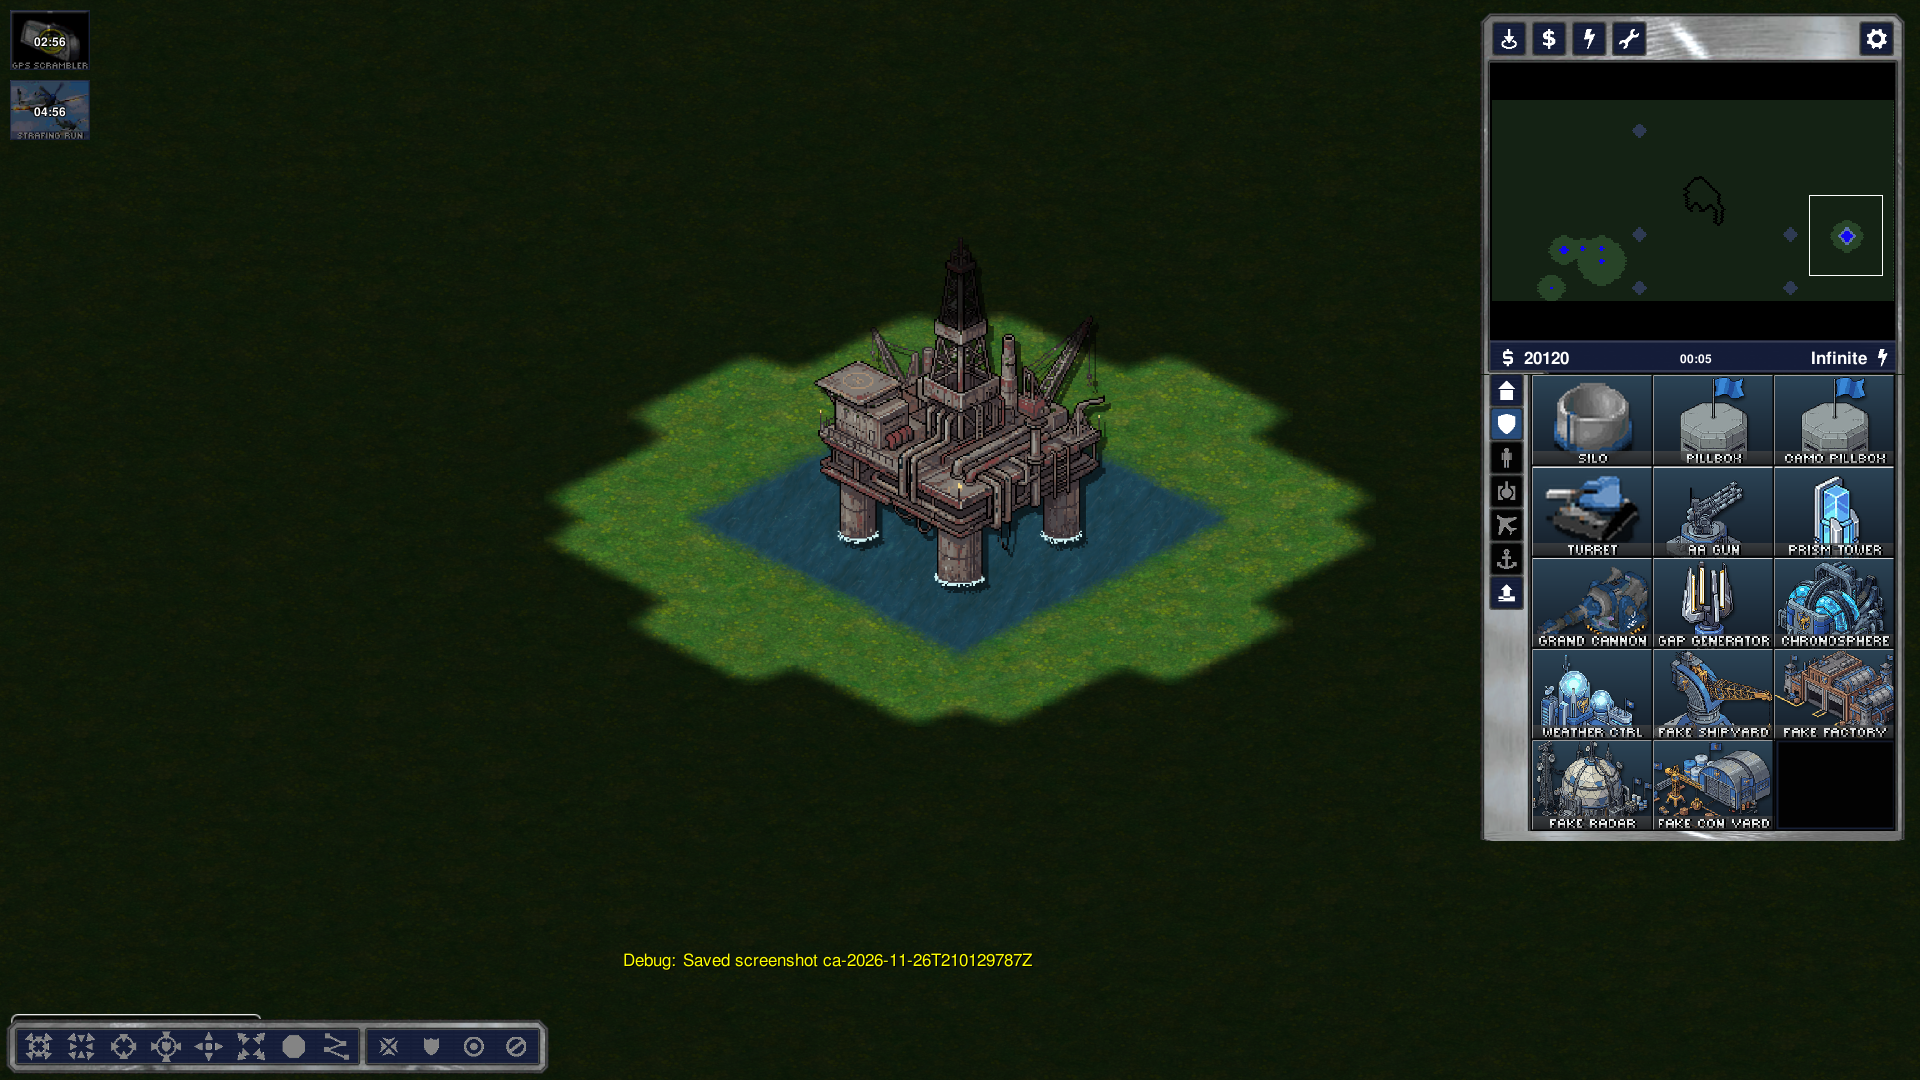 02:56
GPS SCRAMBLER
04:56
STRAFING RUN
$ 20120
00:05
Infinite
SILO
PILLBOX
CAMO PILLBOX
TURRET
AA GUN
PRISM TOWER
GRAND CANNON
GAP GENERATOR
CHRONOSPHERE
WEATHER CTRL
FAKE SHIPYARD
FAKE FACTORY
FAKE RADAR
FAKE CON YARD
Debug: Saved screenshot ca-2026-11-26T210129787Z